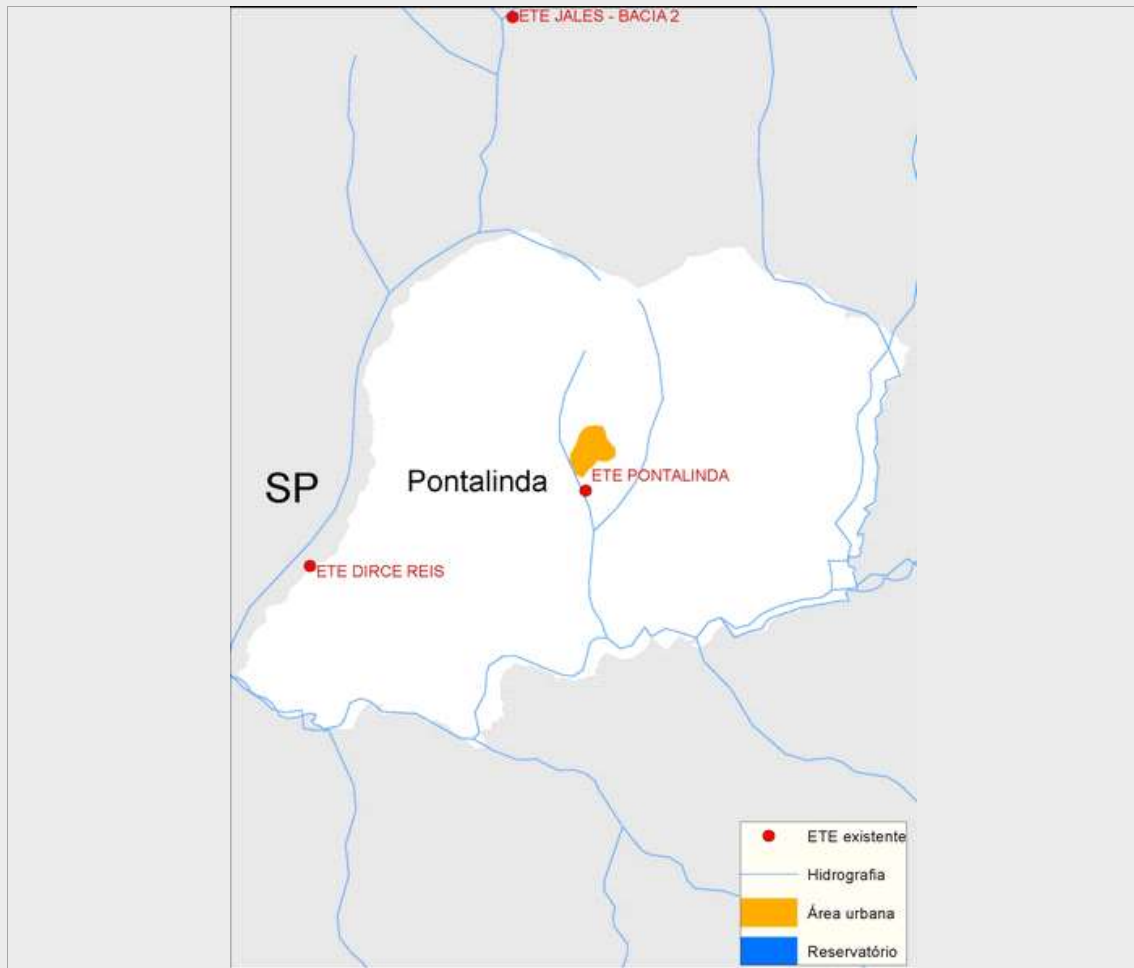 ETE JALES - BACIA 2
ETE PONTALINDA
Pontalinda
SP
ETE DIRCE REIS
ETE existente
Hidrografia
Área urbana
Reservatório